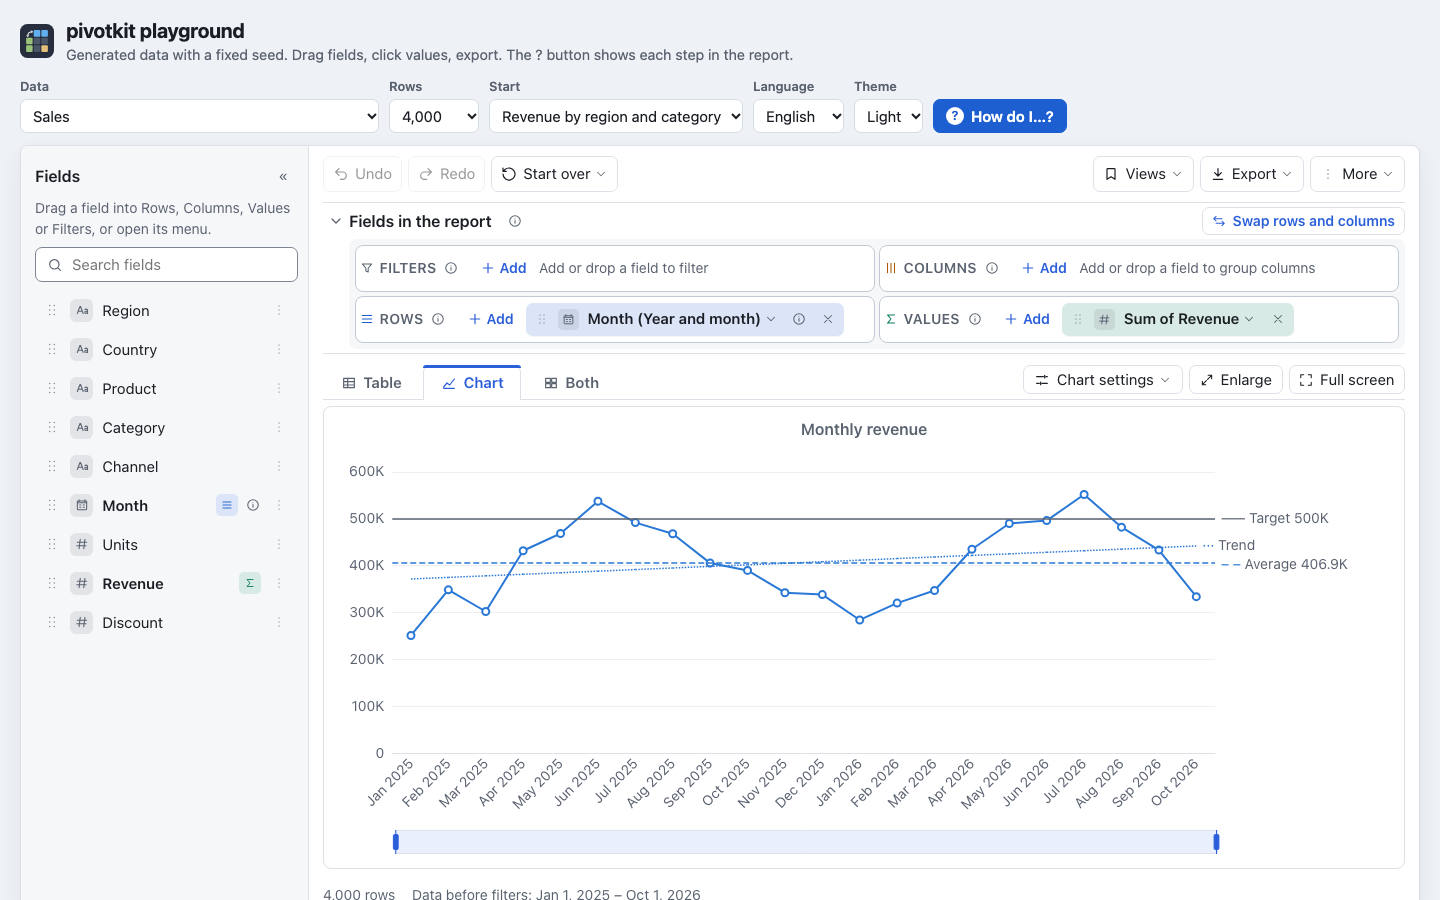 pivotkit playground
Generated data with a fixed seed. Drag fields, click values, export. The ? button shows each step in the report.
Data
Rows
Start
Language
Theme
Sales
4,000
Revenue by region and category
English
Light
? How do I...?
Fields
«
Drag a field into Rows, Columns, Values
or Filters, or open its menu.
Search fields
Aa Region
Aa Country
Aa Product
Aa Category
Aa Channel
Month
# Units
# Revenue Σ
# Discount
Undo
Redo
Start over
Views
Export
More
Fields in the report
Swap rows and columns
FILTERS + Add Add or drop a field to filter
COLUMNS + Add Add or drop a field to group columns
ROWS + Add Month (Year and month)
Σ VALUES + Add # Sum of Revenue
Table
Chart
Both
Chart settings
Enlarge
Full screen
Monthly revenue
600K
500K
400K
300K
200K
100K
0
Target 500K
Trend
Average 406.9K
Jan 2025
Feb 2025
Mar 2025
Apr 2025
May 2025
Jun 2025
Jul 2025
Aug 2025
Sep 2025
Oct 2025
Nov 2025
Dec 2025
Jan 2026
Feb 2026
Mar 2026
Apr 2026
May 2026
Jun 2026
Jul 2026
Aug 2026
Sep 2026
Oct 2026
4,000 rows Data before filters: Jan 1, 2025 – Oct 1, 2026